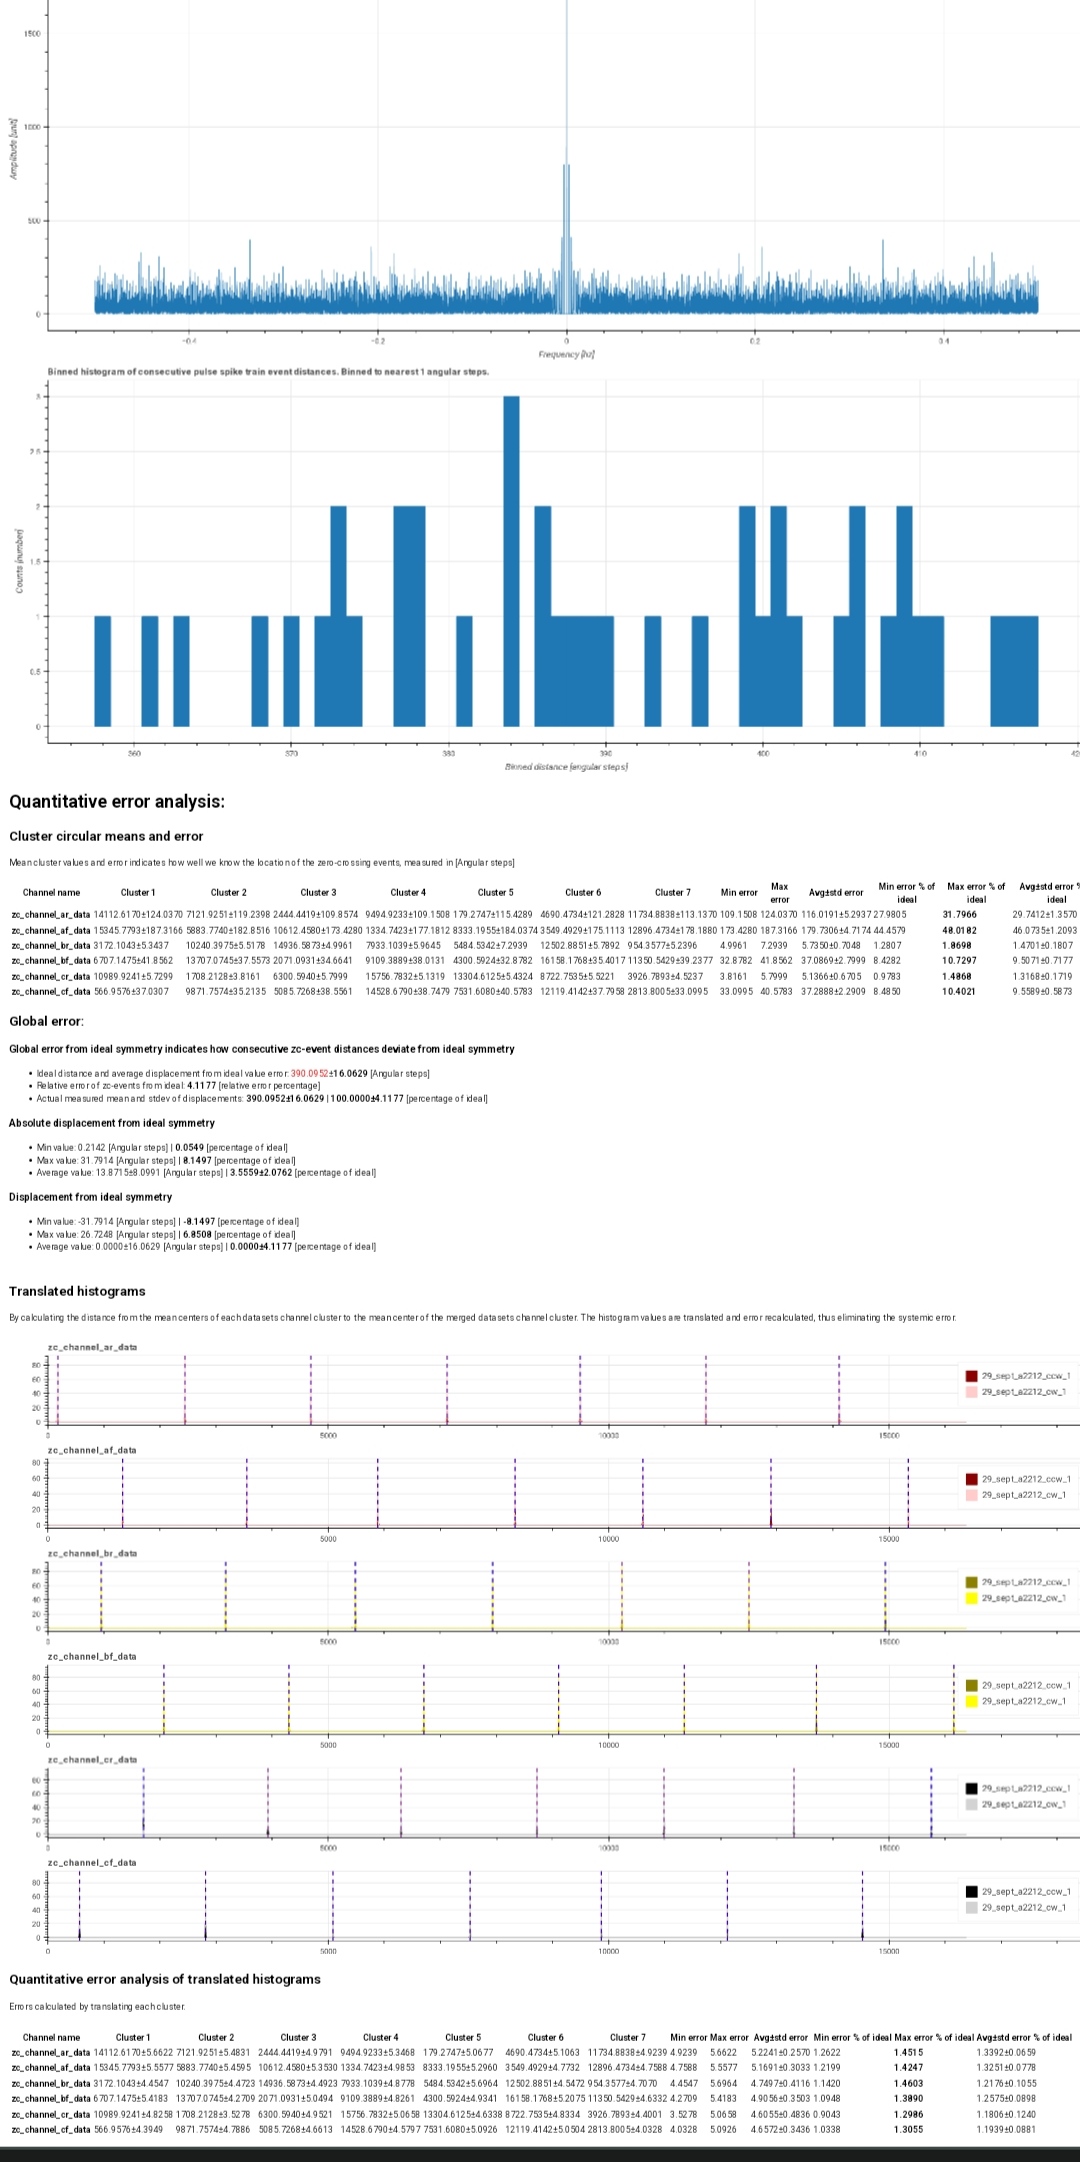 1500
1000
500
0
Amplitude [unit]
-0.4 -0.2 0 0.2 0.4
Frequency [hz]
Binned histogram of consecutive pulse spike train event distances. Binned to nearest 1 angular steps.
3
2.5
2
1.5
1
0.5
0
Counts [number]
360 370 380 390 400 410 42
Binned distance [angular steps]
Quantitative error analysis:
Cluster circular means and error
Mean cluster values and error indicates how well we know the location of the zero-crossing events, measured in [Angular steps]
Channel name Cluster 1 Cluster 2 Cluster 3 Cluster 4 Cluster 5 Cluster 6 Cluster 7 Min error Max error Avg±std error Min error % of ideal Max error % of ideal Avg±std error % ideal
zc_channel_ar_data 14112.6170±124.0370 7121.9251±119.2398 2444.4419±109.8574 9494.9233±109.1508 179.2747±115.4289 4690.4734±121.2828 11734.8838±113.1370 109.1508 124.0370 116.0191±5.2937 27.9805 31.7966 29.7412±1.3570
zc_channel_af_data 15345.7793±187.3166 5883.7740±182.8516 10612.4580±173.4280 1334.7423±177.1812 8333.1955±184.0374 3549.4929±175.1113 12896.4734±178.1880 173.4280 187.3166 179.7306±4.7174 44.4579 48.0182 46.0735±1.2093
zc_channel_br_data 3172.1043±5.3437 10240.3975±5.5178 14936.5873±4.9961 7933.1039±5.9645 5484.5342±7.2939 12502.8851±5.7892 954.3577±5.2396 4.9961 7.2939 5.7350±0.7048 1.2807 1.8698 1.4701±0.1807
zc_channel_bf_data 6707.1475±41.8562 13707.0745±37.5573 2071.0931±34.6641 9109.3889±38.0131 4300.5924±32.8782 16158.1768±35.4017 11350.5429±39.2377 32.8782 41.8562 37.0869±2.7999 8.4282 10.7297 9.5071±0.7177
zc_channel_cr_data 10989.9241±5.7299 1708.2128±3.8161 6300.5940±5.7999 15756.7832±5.1319 13304.6125±5.4324 8722.7535±5.5221 3926.7893±4.5237 3.8161 5.7999 5.1366±0.6705 0.9783 1.4868 1.3168±0.1719
zc_channel_cf_data 566.9576±37.0307 9871.7574±35.2135 5085.7268±38.5561 14528.6790±38.7479 7531.6080±40.5783 12119.4142±37.7958 2813.8005±33.0995 33.0995 40.5783 37.2888±2.2909 8.4850 10.4021 9.5589±0.5873
Global error:
Global error from ideal symmetry indicates how consecutive zc-event distances deviate from ideal symmetry
• Ideal distance and average displacement from ideal value error: 390.0952±16.0629 [Angular steps]
• Relative error of zc-events from ideal: 4.1177 [relative error percentage]
• Actual measured mean and stdev of displacements: 390.0952±16.0629 | 100.0000±4.1177 [percentage of ideal]
Absolute displacement from ideal symmetry
• Min value: 0.2142 [Angular steps] | 0.0549 [percentage of ideal]
• Max value: 31.7914 [Angular steps] | 8.1497 [percentage of ideal]
• Average value: 13.8715±8.0991 [Angular steps] | 3.5559±2.0762 [percentage of ideal]
Displacement from ideal symmetry
• Min value: -31.7914 [Angular steps] | -8.1497 [percentage of ideal]
• Max value: 26.7248 [Angular steps] | 6.8508 [percentage of ideal]
• Average value: 0.0000±16.0629 [Angular steps] | 0.0000±4.1177 [percentage of ideal]
Translated histograms
By calculating the distance from the mean centers of each datasets channel cluster to the mean center of the merged datasets channel cluster. The histogram values are translated and error recalculated, thus eliminating the systemic error.
zc_channel_ar_data
80
60
40
20
0
29_sept_a2212_ccw_1
29_sept_a2212_cw_1
0 5000 10000 15000
zc_channel_af_data
80
60
40
20
0
29_sept_a2212_ccw_1
29_sept_a2212_cw_1
0 5000 10000 15000
zc_channel_br_data
80
60
40
20
0
29_sept_a2212_ccw_1
29_sept_a2212_cw_1
0 5000 10000 15000
zc_channel_bf_data
80
60
40
20
0
29_sept_a2212_ccw_1
29_sept_a2212_cw_1
0 5000 10000 15000
zc_channel_cr_data
80
60
40
20
0
29_sept_a2212_ccw_1
29_sept_a2212_cw_1
0 5000 10000 15000
zc_channel_cf_data
80
60
40
20
0
29_sept_a2212_ccw_1
29_sept_a2212_cw_1
0 5000 10000 15000
Quantitative error analysis of translated histograms
Errors calculated by translating each cluster.
Channel name Cluster 1 Cluster 2 Cluster 3 Cluster 4 Cluster 5 Cluster 6 Cluster 7 Min error Max error Avg±std error Min error % of ideal Max error % of ideal Avg±std error % of ideal
zc_channel_ar_data 14112.6170±5.6622 7121.9251±5.4831 2444.4419±4.9791 9494.9233±5.3468 179.2747±5.0677 4690.4734±5.1063 11734.8838±4.9239 4.9239 5.6622 5.2241±0.2570 1.2622 1.4515 1.3392±0.0659
zc_channel_af_data 15345.7793±5.5577 5883.7740±5.4595 10612.4580±5.3530 1334.7423±4.9853 8333.1955±5.2960 3549.4929±4.7732 12896.4734±4.7588 4.7588 5.5577 5.1691±0.3033 1.2199 1.4247 1.3251±0.0778
zc_channel_br_data 3172.1043±4.4547 10240.3975±4.4723 14936.5873±4.4923 7933.1039±4.8778 5484.5342±5.6964 12502.8851±4.5472 954.3577±4.7070 4.4547 5.6964 4.7497±0.4116 1.1420 1.4603 1.2176±0.1055
zc_channel_bf_data 6707.1475±5.4183 13707.0745±4.2709 2071.0931±5.0494 9109.3889±4.8261 4300.5924±4.9341 16158.1768±5.2075 11350.5429±4.6332 4.2709 5.4183 4.9056±0.3503 1.0948 1.3890 1.2575±0.0898
zc_channel_cr_data 10989.9241±4.8258 1708.2128±3.5278 6300.5940±4.9521 15756.7832±5.0658 13304.6125±4.6338 8722.7535±4.8334 3926.7893±4.4001 3.5278 5.0658 4.6055±0.4836 0.9043 1.2986 1.1806±0.1240
zc_channel_cf_data 566.9576±4.3949 9871.7574±4.7886 5085.7268±4.6613 14528.6790±4.5797 7531.6080±5.0926 12119.4142±5.0504 2813.8005±4.0328 4.0328 5.0926 4.6572±0.3436 1.0338 1.3055 1.1939±0.0881